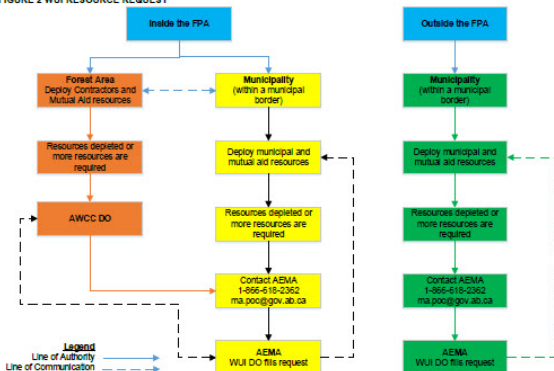 FIGURE 2 WUI RESOURCE REQUEST
Inside the FPA
Outside the FPA
Forest Area
Deploy Contractors and
Mutual Aid resources
Municipality
(within a municipal
border)
Municipality
(within a municipal
border)
Resources depleted or
more resources are
required
Deploy municipal and
mutual aid resources
Deploy municipal and
mutual aid resources
AWCC DO
Resources depleted or
more resources are
required
Resources depleted or
more resources are
required
Contact AEMA
1-866-618-2362
ma.poc@gov.ab.ca
Contact AEMA
1-866-618-2362
ma.poc@gov.ab.ca
Legend
Line of Authority
Line of Communication
AEMA
WUI DO fills request
AEMA
WUI DO fills request